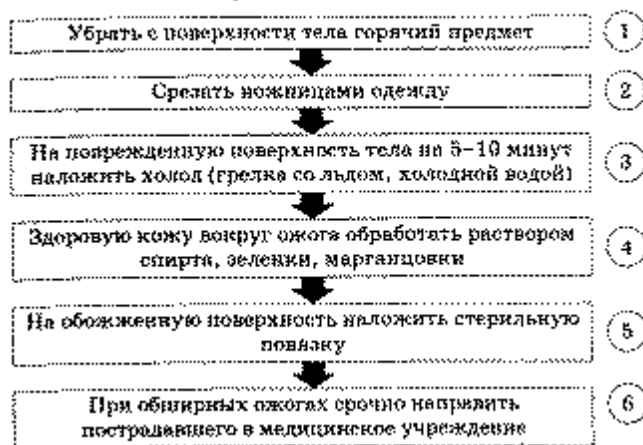 Убрать с поверхности тела горячий предмет
1
Срезать ножницами одежду
2
На поврежденную поверхность тела на 5–10 минут
наложить холод (грелка со льдом, холодной водой)
3
Здоровую кожу вокруг ожога обработать раствором
спирта, зеленки, марганцовки
4
На обожженную поверхность наложить стерильную
повязку
5
При обширных ожогах срочно направить
пострадавшего в медицинское учреждение
6